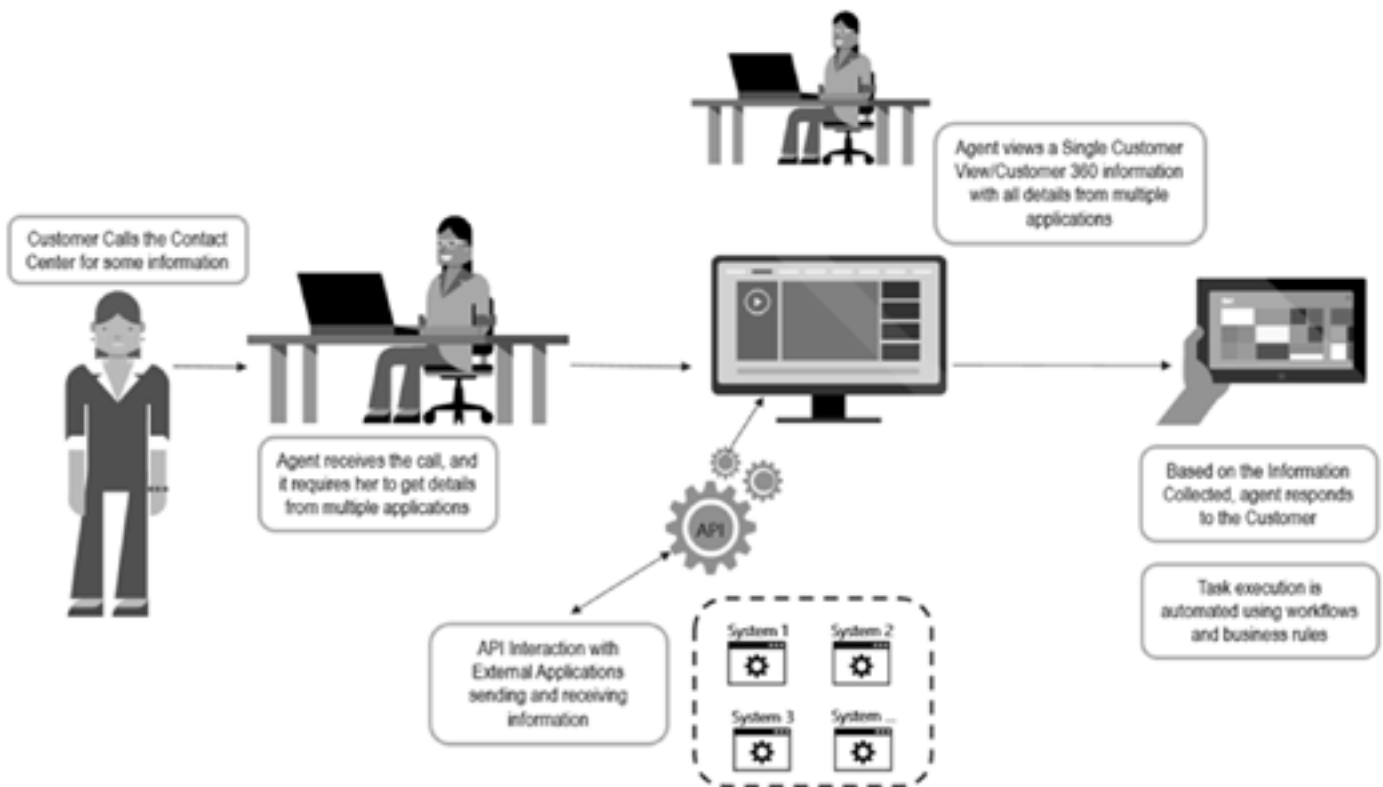 Agent views a Single Customer
View/Customer 360 information
with all details from multiple
applications
Customer Calls the Contact
Center for some information
Agent receives the call, and
it requires her to get details
from multiple applications
API
Based on the Information
Collected, agent responds
to the Customer
Task execution is
automated using workflows
and business rules
API Interaction with
External Applications
sending and receiving
information
System 1
System 2
System 3
System ...